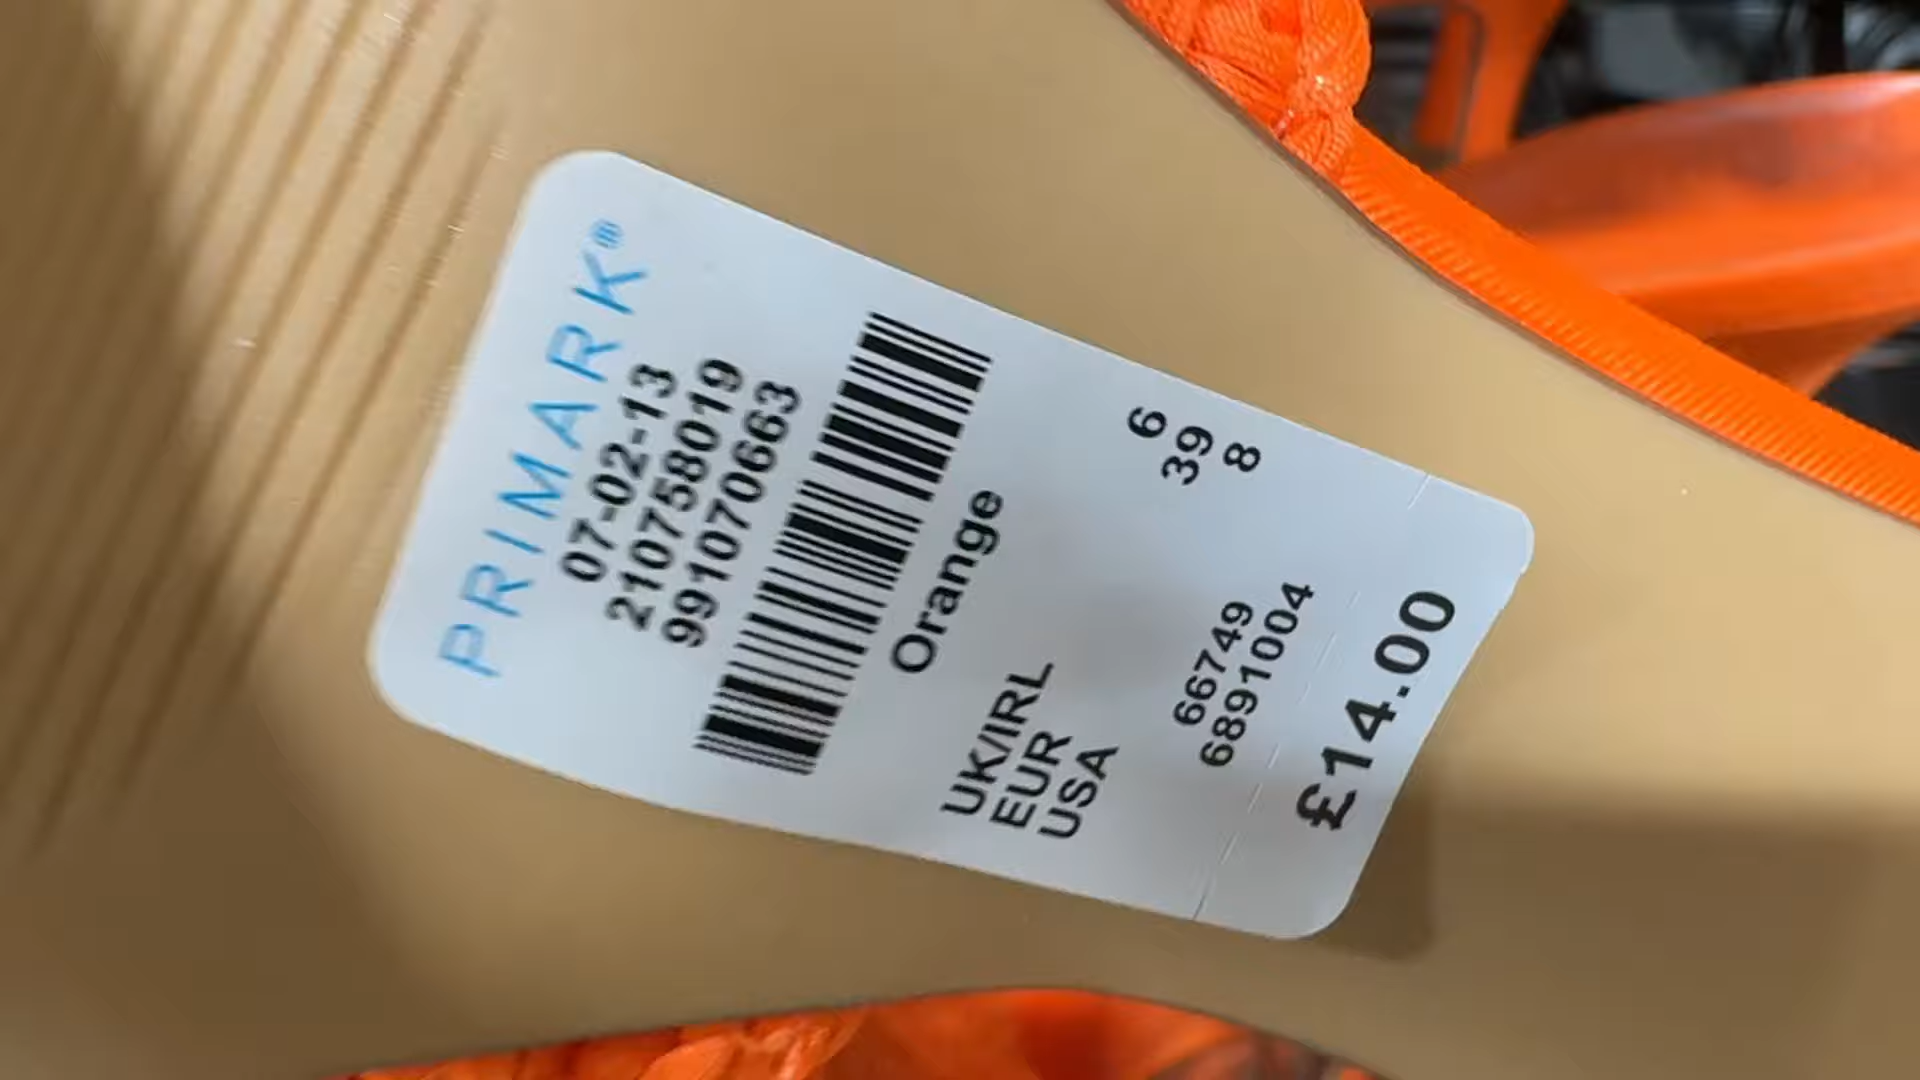 PRIMARK®
07-02-13
210758019
991070663
Orange
UK/IRL 6
EUR 39
USA 8
66749
6891004
£14.00